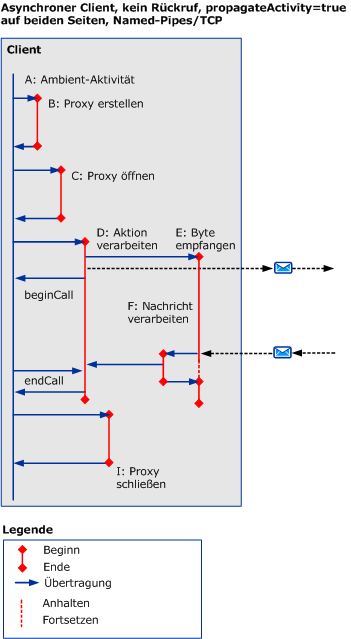 Asynchroner Client, kein Rückruf, propagateActivity=true
auf beiden Seiten, Named-Pipes/TCP
Client
A: Ambient-Aktivität
B: Proxy erstellen
C: Proxy öffnen
D: Aktion
verarbeiten
E: Byte
empfangen
beginCall
F: Nachricht
verarbeiten
endCall
I: Proxy
schließen
Legende
Beginn
Ende
Übertragung
Anhalten
Fortsetzen